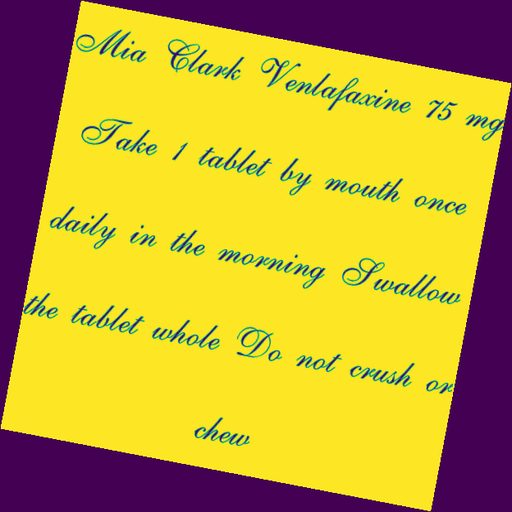 Mia Clark Venlafaxine 75 mg
Take 1 tablet by mouth once
daily in the morning Swallow
the tablet whole Do not crush or
chew